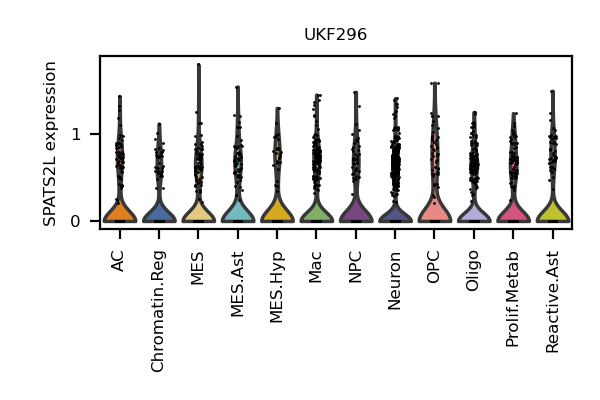 UKF296
SPATS2L expression
1
0
AC
Chromatin.Reg
MES
MES.Ast
MES.Hyp
Mac
NPC
Neuron
OPC
Oligo
Prolif.Metab
Reactive.Ast